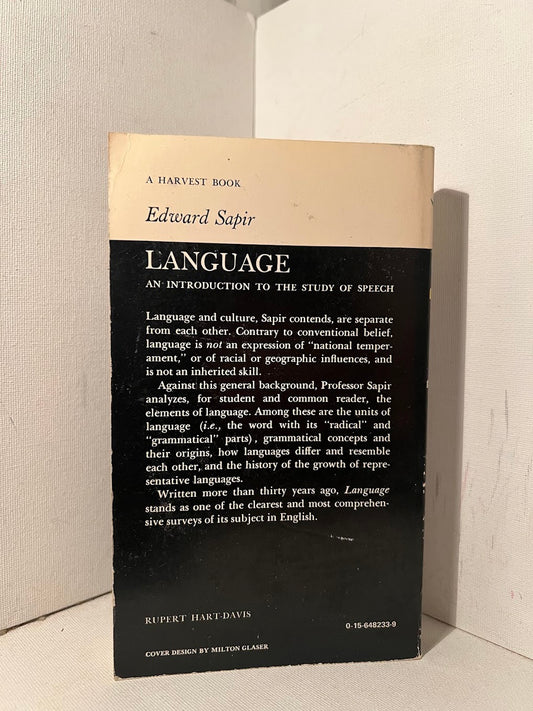 A HARVEST BOOK
Edward Sapir
LANGUAGE
AN INTRODUCTION TO THE STUDY OF SPEECH
Language and culture, Sapir contends, are separate
from each other. Contrary to conventional belief,
language is not an expression of "national temper-
ament," or of racial or geographic influences, and
is not an inherited skill.
Against this general background, Professor Sapir
analyzes, for student and common reader, the
elements of language. Among these are the units of
language (i.e., the word with its "radical" and
"grammatical" parts), grammatical concepts and
their origins, how languages differ and resemble
each other, and the history of the growth of repre-
sentative languages.
Written more than thirty years ago, Language
stands as one of the clearest and most comprehen-
sive surveys of its subject in English.
RUPERT HART-DAVIS
0-15-648233-9
COVER DESIGN BY MILTON GLASER